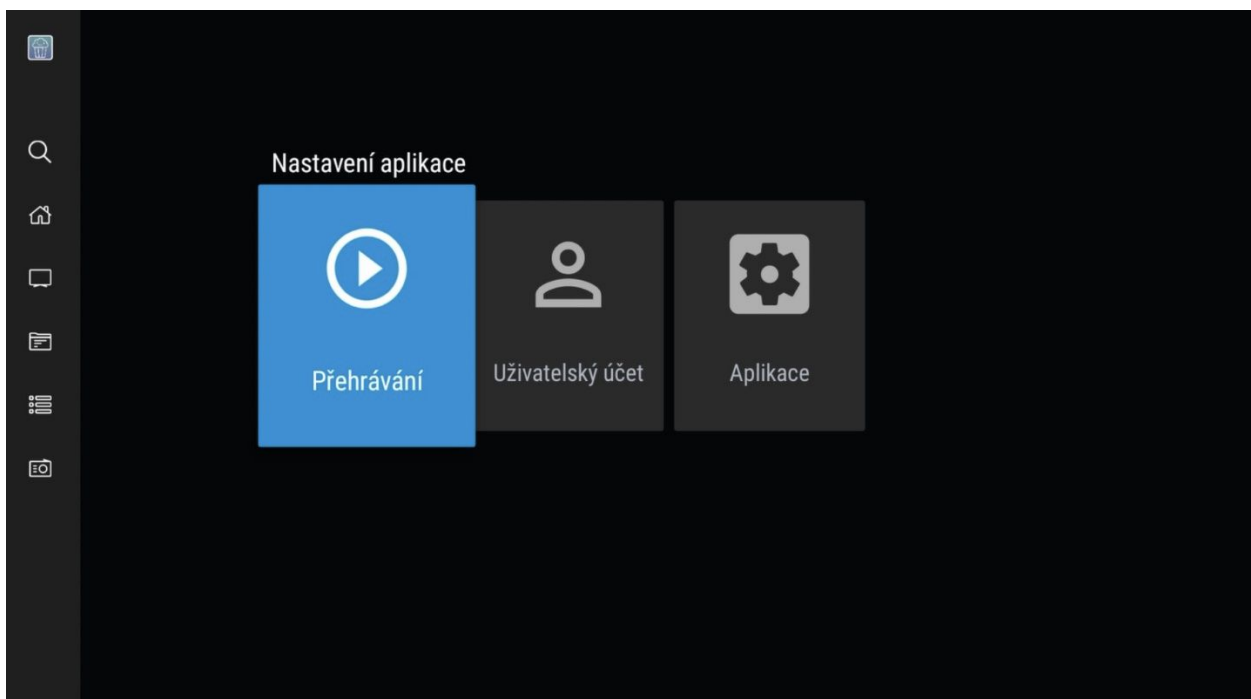 Nastavení aplikace
Přehrávání
Uživatelský účet
Aplikace